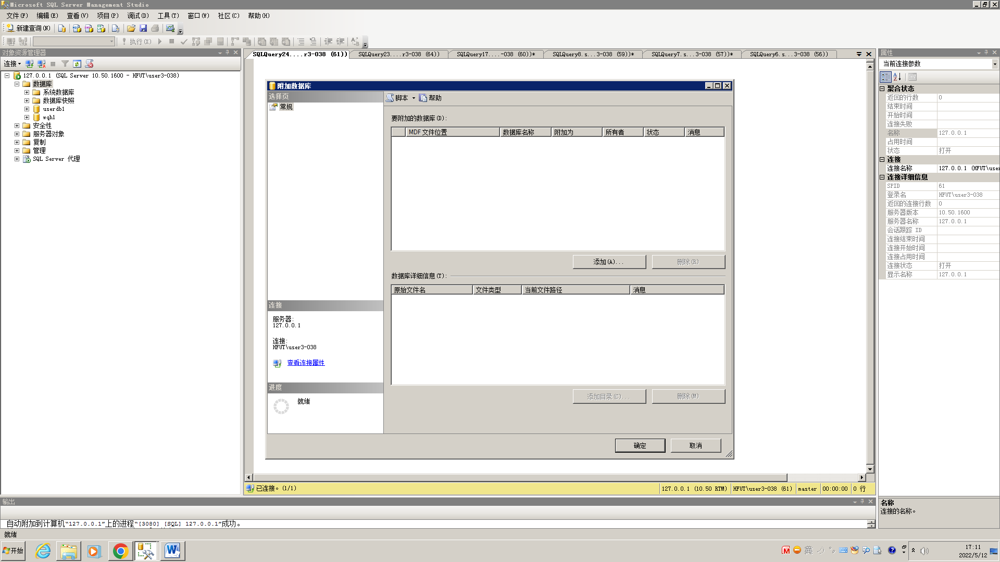 Microsoft SQL Server Management Studio
文件(F) 编辑(E) 查看(V) 项目(P) 调试(D) 工具(T) 窗口(W) 社区(C) 帮助(H)
新建查询(N)
执行(X)
对象资源管理器
连接
127.0.0.1 (SQL Server 10.50.1600 - HFUT\user3-038)
数据库
系统数据库
数据库快照
userdb1
wqh1
安全性
服务器对象
复制
管理
SQL Server 代理
SQLQuery24....r3-038 (61)) SQLQuery23....r3-038 (64)) SQLQuery17....-038 (60))* SQLQuery8.s...3-038 (59))* SQLQuery7.s...3-038 (57))* SQLQuery6.s...3-038 (56))
附加数据库
选择页
常规
脚本 帮助
要附加的数据库(D):
MDF 文件位置 数据库名称 附加为 所有者 状态 消息
添加(A)... 删除(R)
数据库详细信息(T):
原始文件名 文件类型 当前文件路径 消息
添加目录(C)... 删除(M)
连接
服务器:
127.0.0.1
连接:
HFUT\user3-038
查看连接属性
进度
就绪
确定 取消
已连接。(1/1) 127.0.0.1 (10.50 RTM) HFUT\user3-038 (61) master 00:00:00 0 行
属性
当前连接参数
聚合状态
返回的行数 0
结束时间
开始时间
连接失败
名称 127.0.0.1
占用时间
状态 打开
连接
连接名称 127.0.0.1 (HFUT\use
连接详细信息
SPID 61
登录名 HFUT\user3-038
返回的连接行数 0
服务器版本 10.50.1600
服务器名称 127.0.0.1
会话跟踪 ID
连接结束时间
连接开始时间
连接占用时间
连接状态 打开
显示名称 127.0.0.1
名称
连接的名称。
输出
自动附加到计算机“127.0.0.1”上的进程“[3080] [SQL] 127.0.0.1”成功。
就绪
开始
英
17:11
2022/5/12